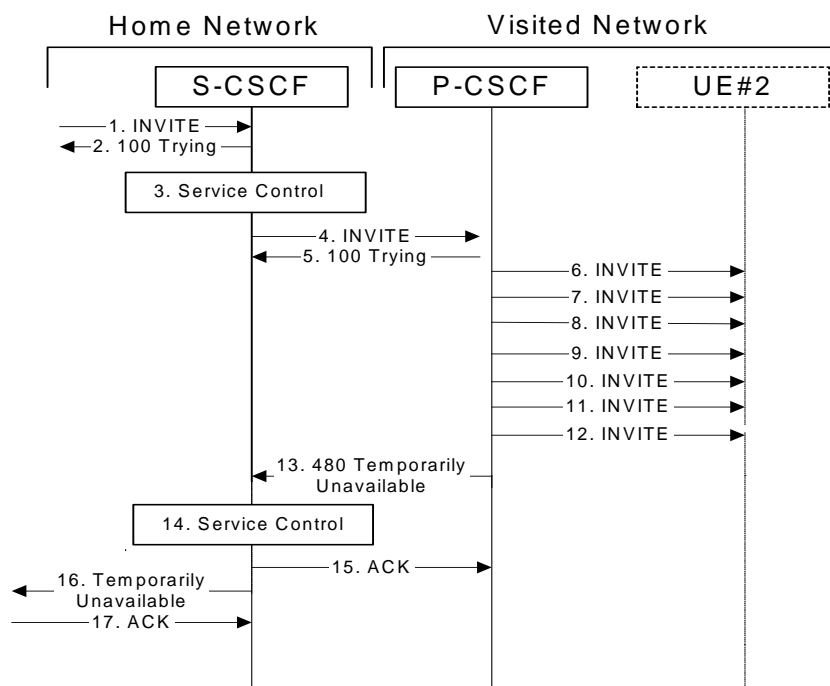 Home Network
Visited Network
S-CSCF
P-CSCF
UE#2
1. INVITE
2. 100 Trying
3. Service Control
4. INVITE
5. 100 Trying
6. INVITE
7. INVITE
8. INVITE
9. INVITE
10. INVITE
11. INVITE
12. INVITE
13. 480 Temporarily
Unavailable
14. Service Control
15. ACK
16. Temporarily
Unavailable
17. ACK